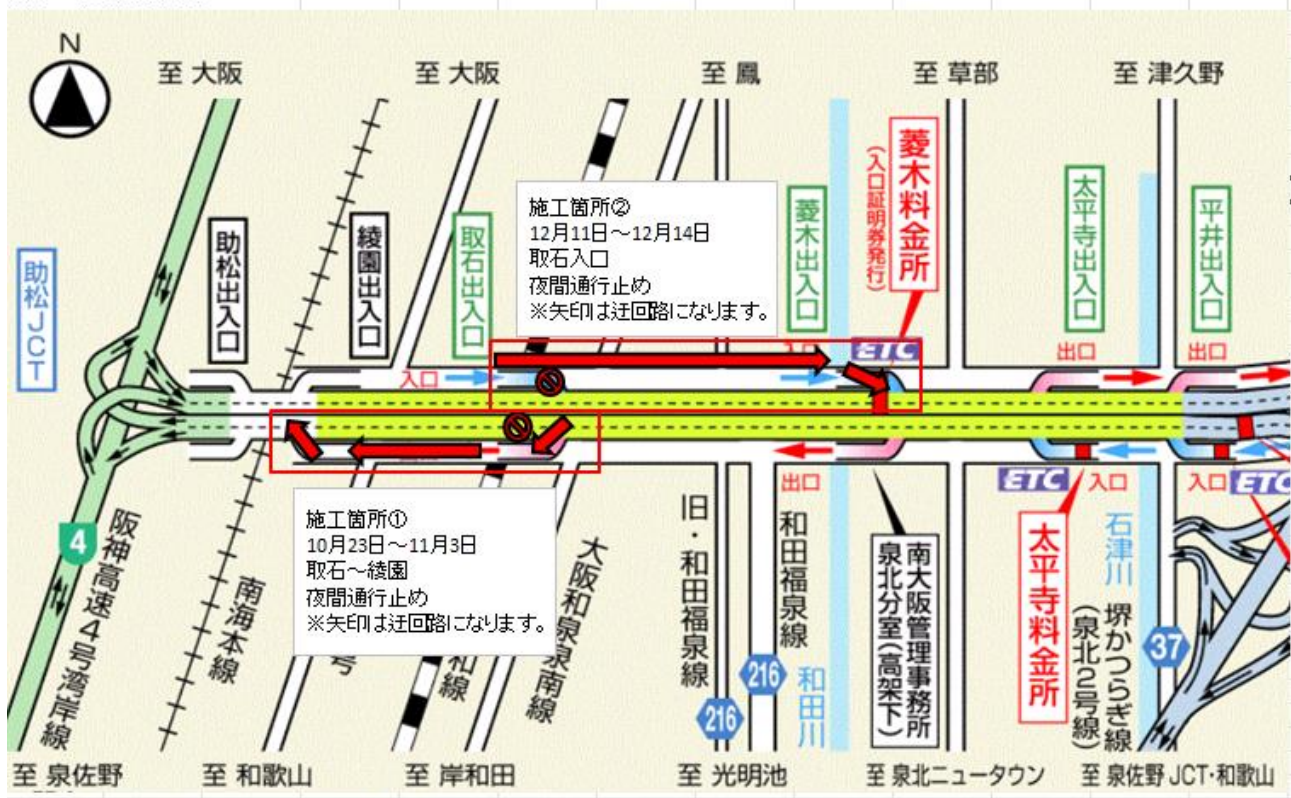 N
至 大阪
至 大阪
至 鳳
至 草部
至 津久野
助松JCT
助松出入口
綾園出入口
取石出入口
施工箇所②
12月11日～12月14日
取石入口
夜間通行止め
※矢印は迂回路になります。
菱木出入口
菱木料金所
(入口証明券発行)
太平寺出入口
平井出入口
入口
入口
ETC
出口
出口
出口
ETC
入口
入口
ETC
施工箇所①
10月23日～11月3日
取石～綾園
夜間通行止め
※矢印は迂回路になります。
4
阪神高速4号湾岸線
南海本線
号
和線
大阪和泉泉南線
旧・和田福泉線
216
和田福泉線
216
和田川
南大阪管理事務所
泉北分室(高架下)
太平寺料金所
石津川
堺かつらぎ線
(泉北2号線)
37
至 泉佐野
至 和歌山
至 岸和田
至 光明池
至 泉北ニュータウン
至 泉佐野JCT・和歌山